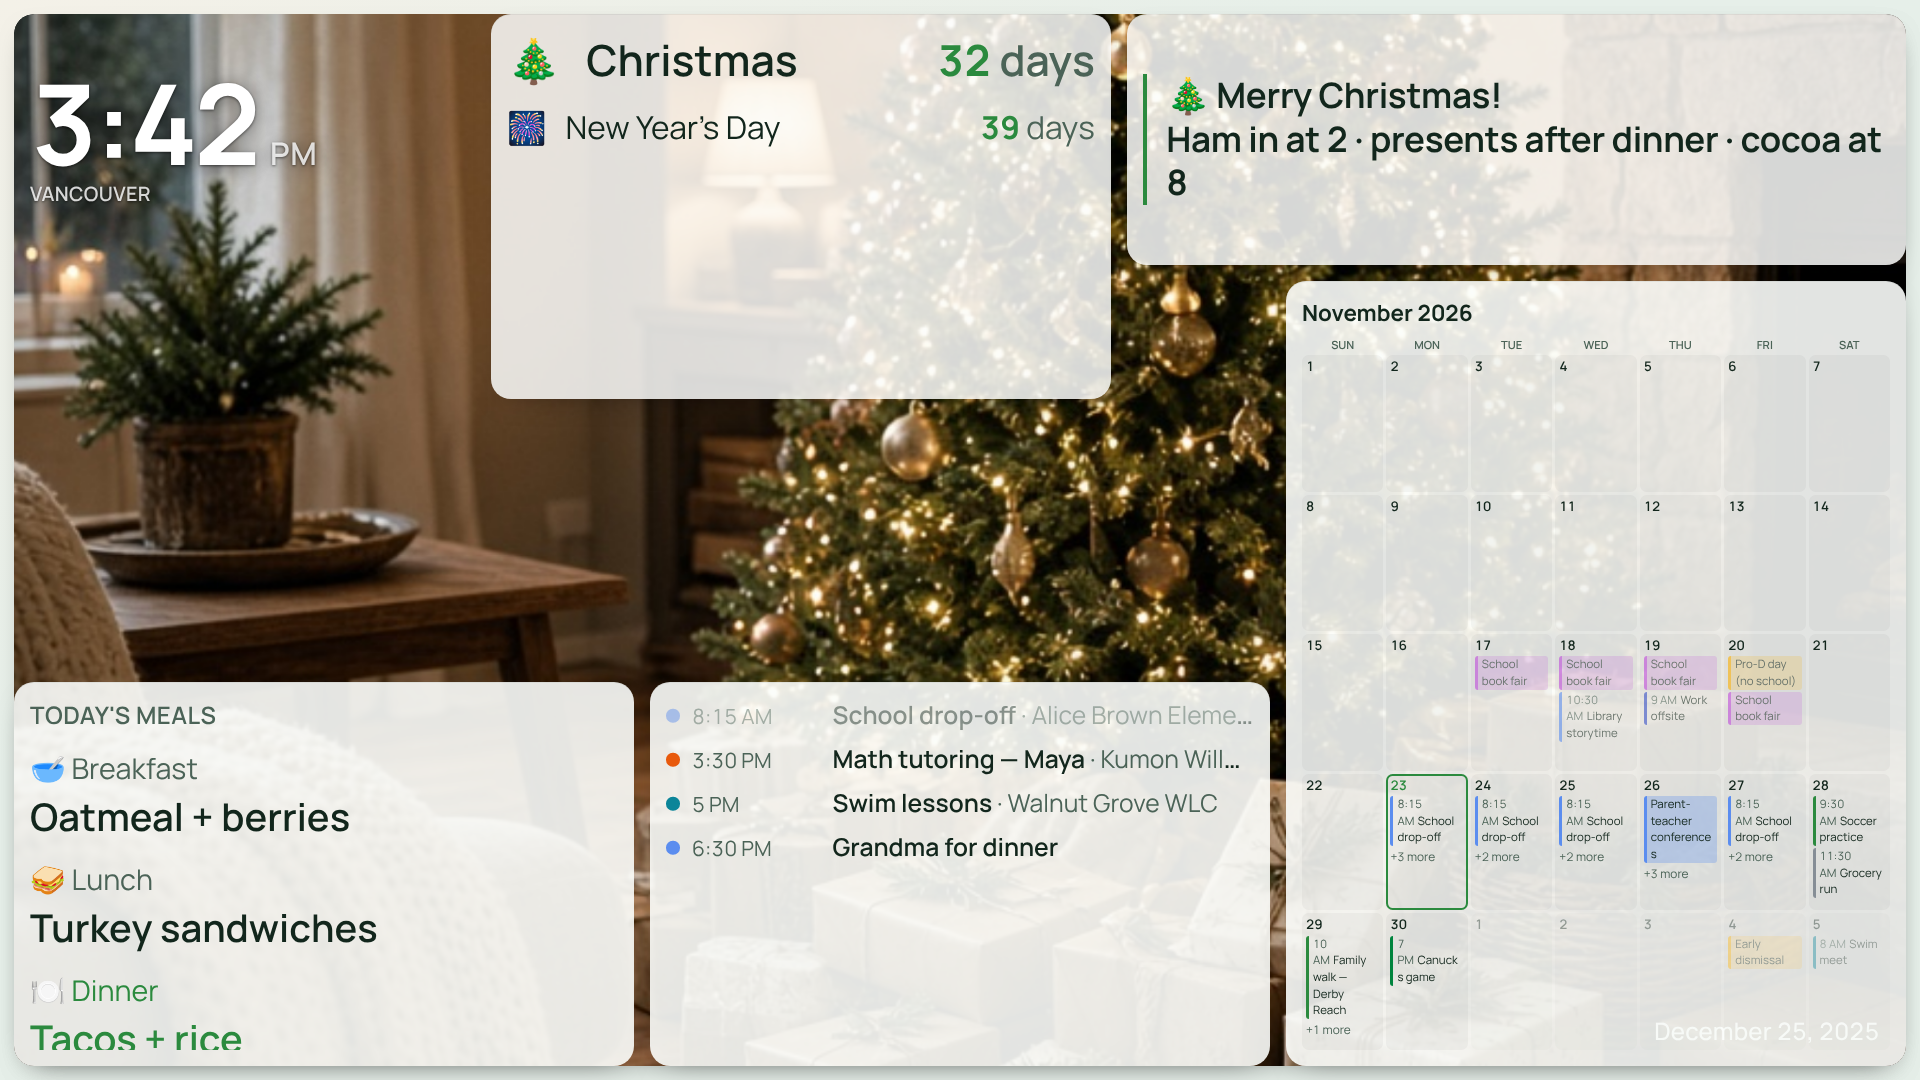 3:42 PM
VANCOUVER
Christmas 32 days
New Year's Day 39 days
Merry Christmas!
Ham in at 2 · presents after dinner · cocoa at
8
TODAY'S MEALS
Breakfast
Oatmeal + berries
Lunch
Turkey sandwiches
Dinner
Tacos + rice
8:15 AM School drop-off · Alice Brown Eleme...
3:30 PM Math tutoring — Maya · Kumon Will...
5 PM Swim lessons · Walnut Grove WLC
6:30 PM Grandma for dinner
November 2026
SUN MON TUE WED THU FRI SAT
1 2 3 4 5 6 7
8 9 10 11 12 13 14
15 16 17 18 19 20 21
School
book fair
School
book fair
10:30
AM Library
storytime
School
book fair
9 AM Work
offsite
Pro-D day
(no school)
School
book fair
22 23 24 25 26 27 28
8:15
AM School
drop-off
+3 more
8:15
AM School
drop-off
+2 more
8:15
AM School
drop-off
+2 more
Parent-
teacher
conference
s
+3 more
8:15
AM School
drop-off
+2 more
9:30
AM Soccer
practice
11:30
AM Grocery
run
29 30 1 2 3 4 5
10
AM Family
walk —
Derby
Reach
+1 more
7
PM Canuck
s game
Early
dismissal
8 AM Swim
meet
December 25, 2025